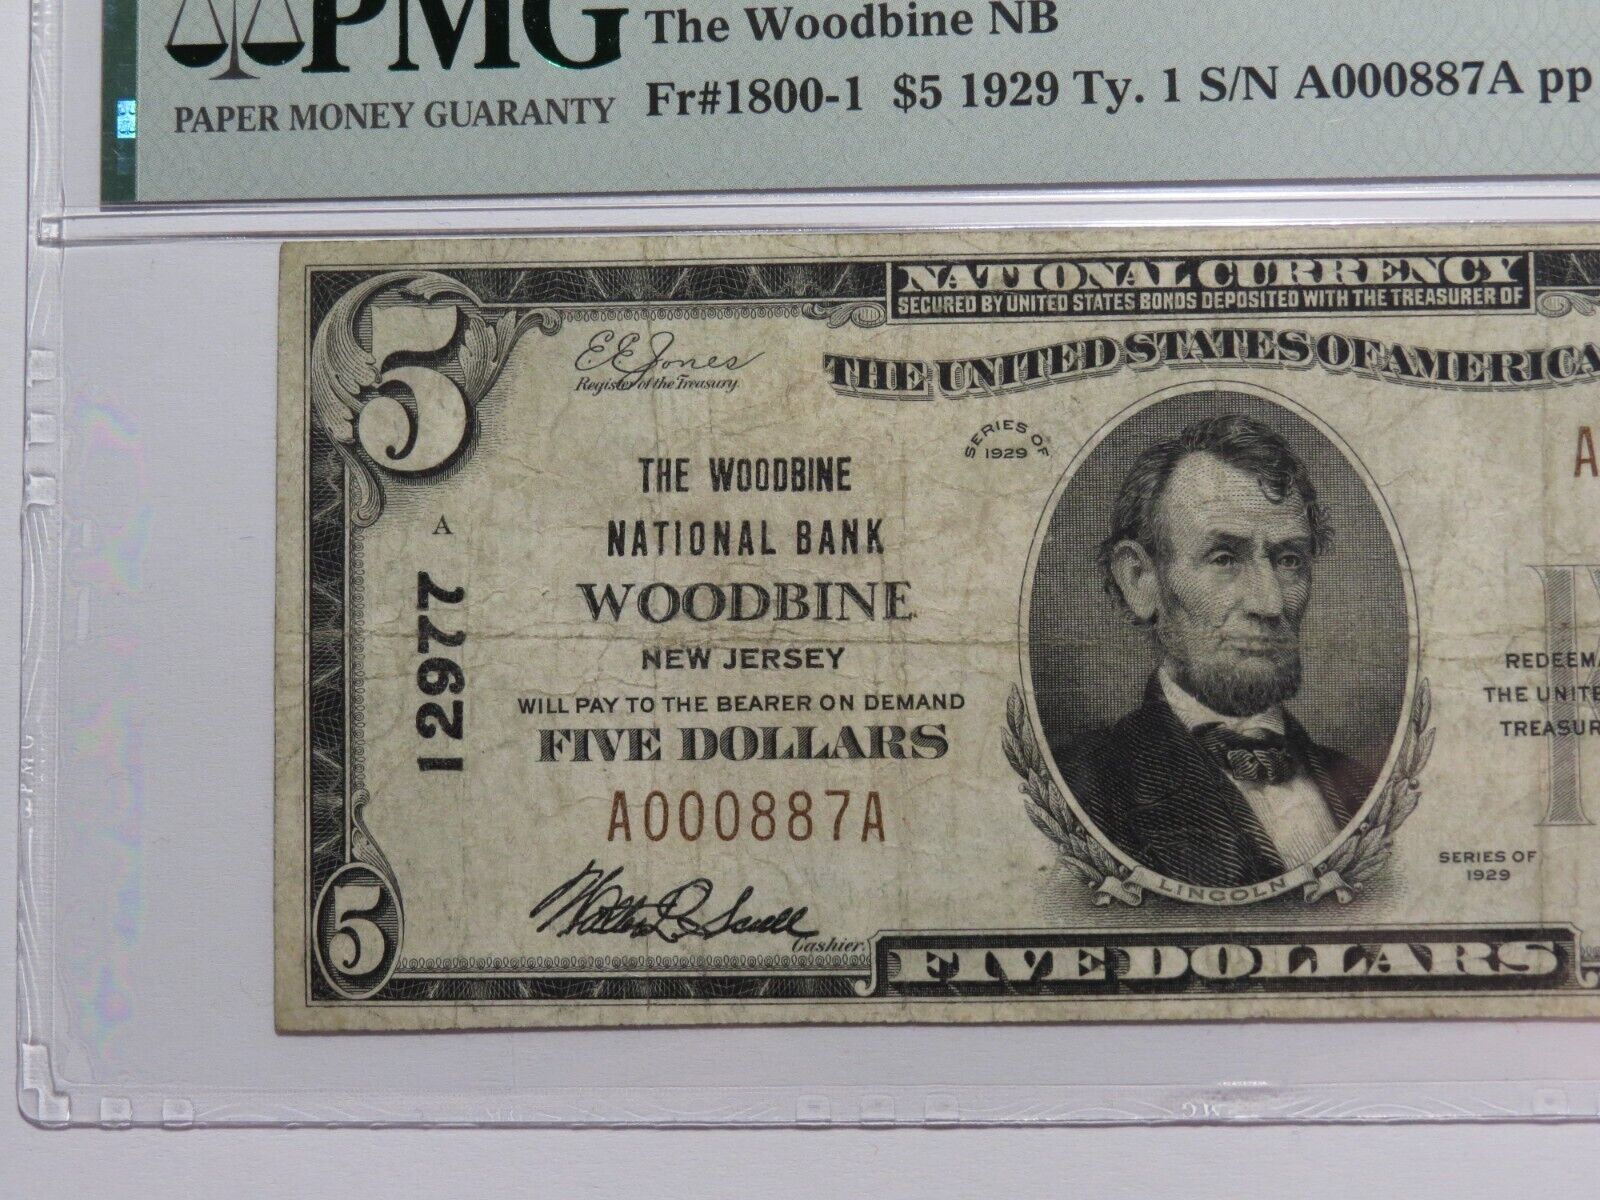 PMG
PAPER MONEY GUARANTY
The Woodbine NB
Fr#1800-1 $5 1929 Ty. 1 S/N A000887A pp
NATIONAL CURRENCY
SECURED BY UNITED STATES BONDS DEPOSITED WITH THE TREASURER OF
THE UNITED STATES OF AMERICA
5
E E Jones
Register of the Treasury.
SERIES OF
1929
A
THE WOODBINE
NATIONAL BANK
A
WOODBINE
NEW JERSEY
WILL PAY TO THE BEARER ON DEMAND
FIVE DOLLARS
12977
A000887A
REDEEMA
THE UNITE
TREASUR
SERIES OF
1929
LINCOLN
5
Cashier.
FIVE DOLLARS